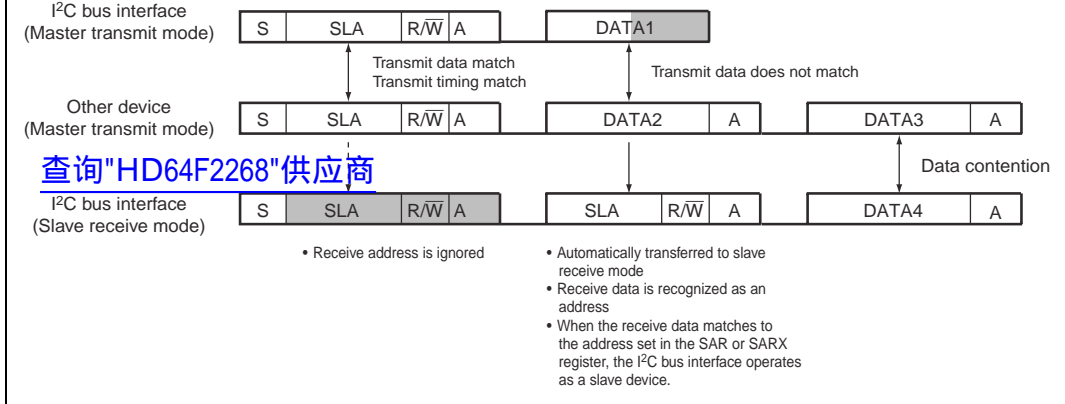 I²C bus interface
(Master transmit mode)
S SLA R/W̅ A DATA1
Transmit data match
Transmit timing match
Transmit data does not match
Other device
(Master transmit mode)
S SLA R/W̅ A DATA2 A DATA3 A
查询"HD64F2268"供应商
Data contention
I²C bus interface
(Slave receive mode)
S SLA R/W̅ A SLA R/W̅ A DATA4 A
• Receive address is ignored
• Automatically transferred to slave
receive mode
• Receive data is recognized as an
address
• When the receive data matches to
the address set in the SAR or SARX
register, the I²C bus interface operates
as a slave device.